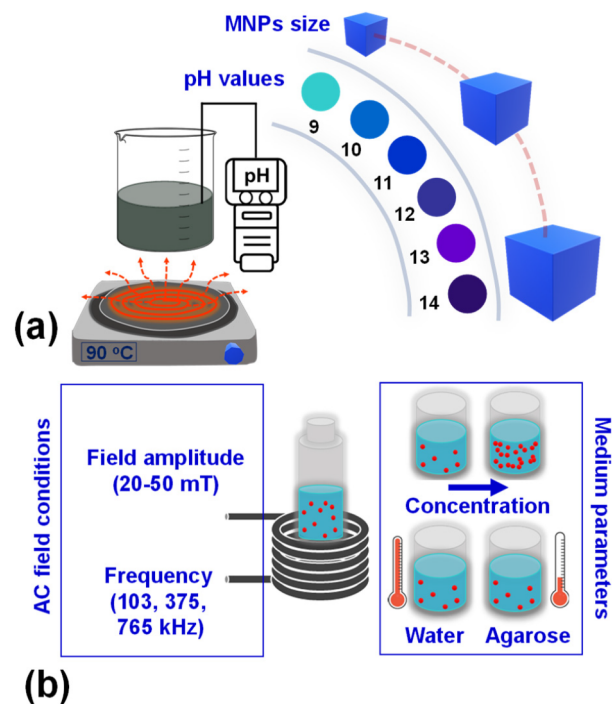 MNPs size
pH values
9
10
11
12
13
14
pH
90 °C
(a)
AC field conditions
Field amplitude
(20-50 mT)
Frequency
(103, 375,
765 kHz)
Concentration
Water
Agarose
Medium parameters
(b)